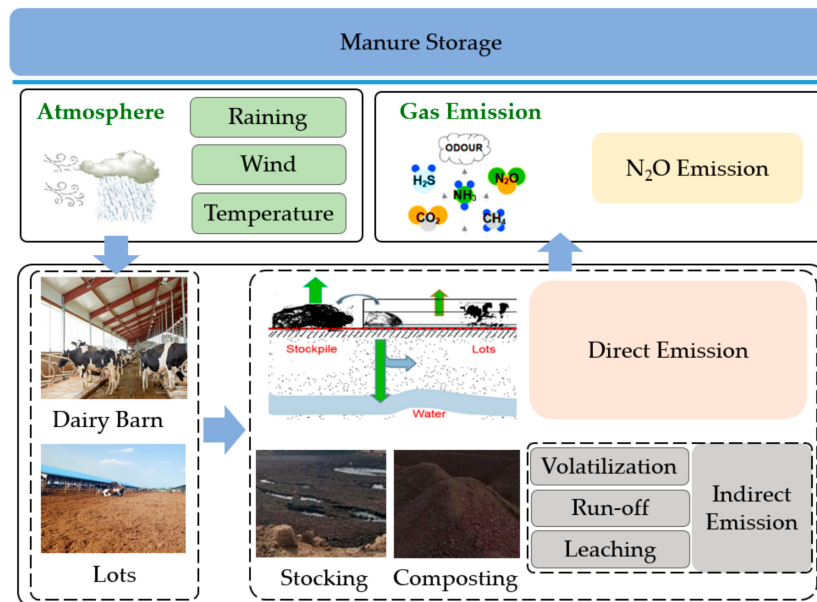 Manure Storage
Atmosphere
Raining
Wind
Temperature
Gas Emission
ODOUR
H₂S
N₂O
NH₃
CO₂
CH₄
N₂O Emission
Dairy Barn
Lots
Stockpile
Lots
Water
Stocking
Composting
Direct Emission
Volatilization
Run-off
Leaching
Indirect
Emission